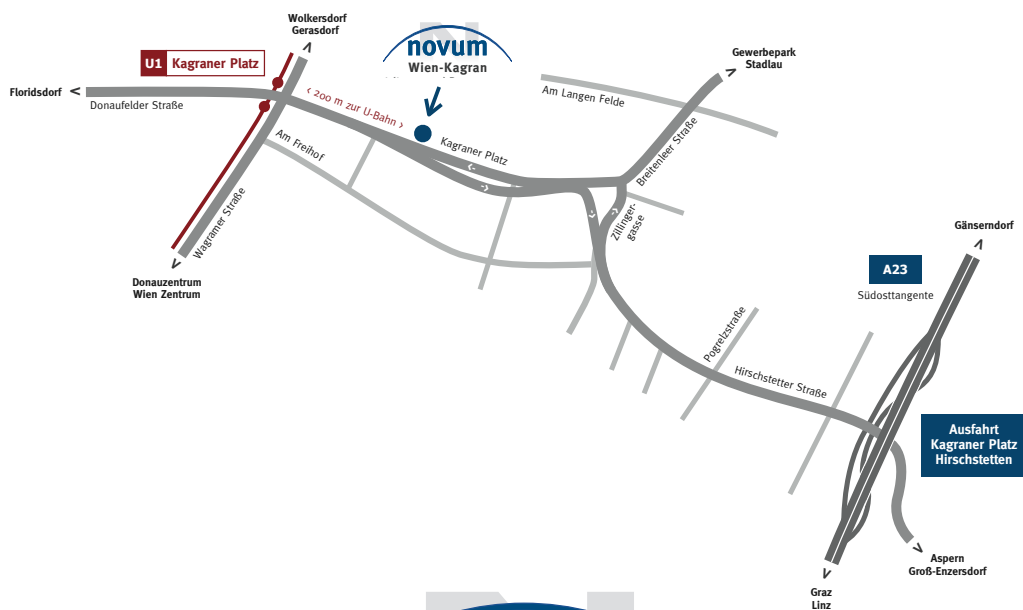 Wolkersdorf
Gerasdorf
novum
Wien-Kagran
U1 Kagraner Platz
Gewerbepark
Stadlau
Floridsdorf
Donaufelder Straße
‹ 200 m zur U-Bahn ›
Am Langen Felde
Am Freihof
Kagraner Platz
Breitenleer Straße
Wagramer Straße
Zillinger-
gasse
Gänserndorf
A23
Südosttangente
Donauzentrum
Wien Zentrum
Pogrelzstraße
Hirschstetter Straße
Ausfahrt
Kagraner Platz
Hirschstetten
Aspern
Groß-Enzersdorf
Graz
Linz